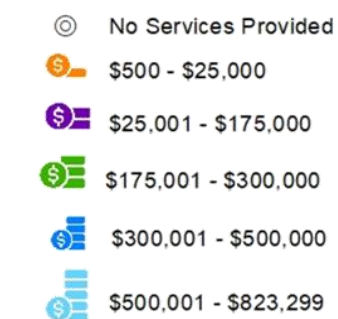 No Services Provided
$ $500 - $25,000
$ $25,001 - $175,000
$ $175,001 - $300,000
$ $300,001 - $500,000
$ $500,001 - $823,299